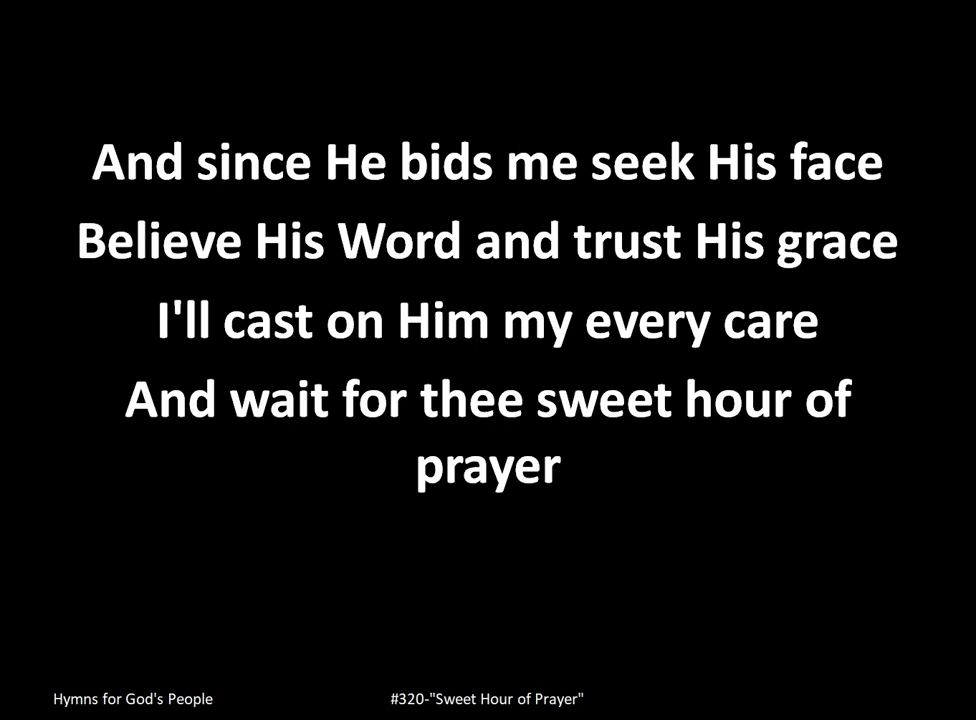 And since He bids me seek His face
Believe His Word and trust His grace
I'll cast on Him my every care
And wait for thee sweet hour of
prayer
Hymns for God's People
#320-"Sweet Hour of Prayer"